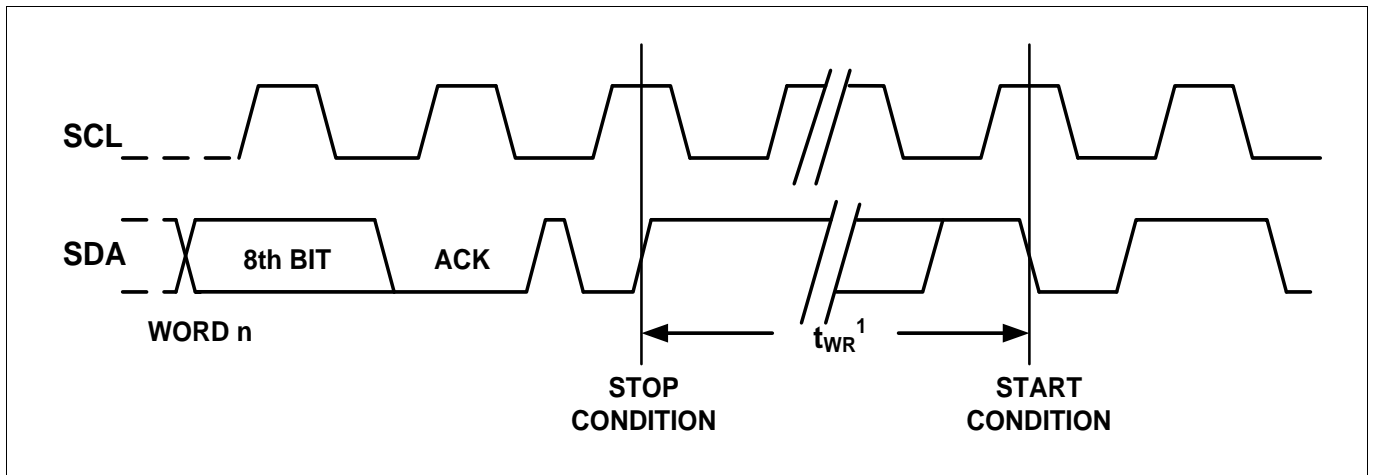 SCL
SDA
8th BIT
ACK
WORD n
tWR1
STOP
CONDITION
START
CONDITION